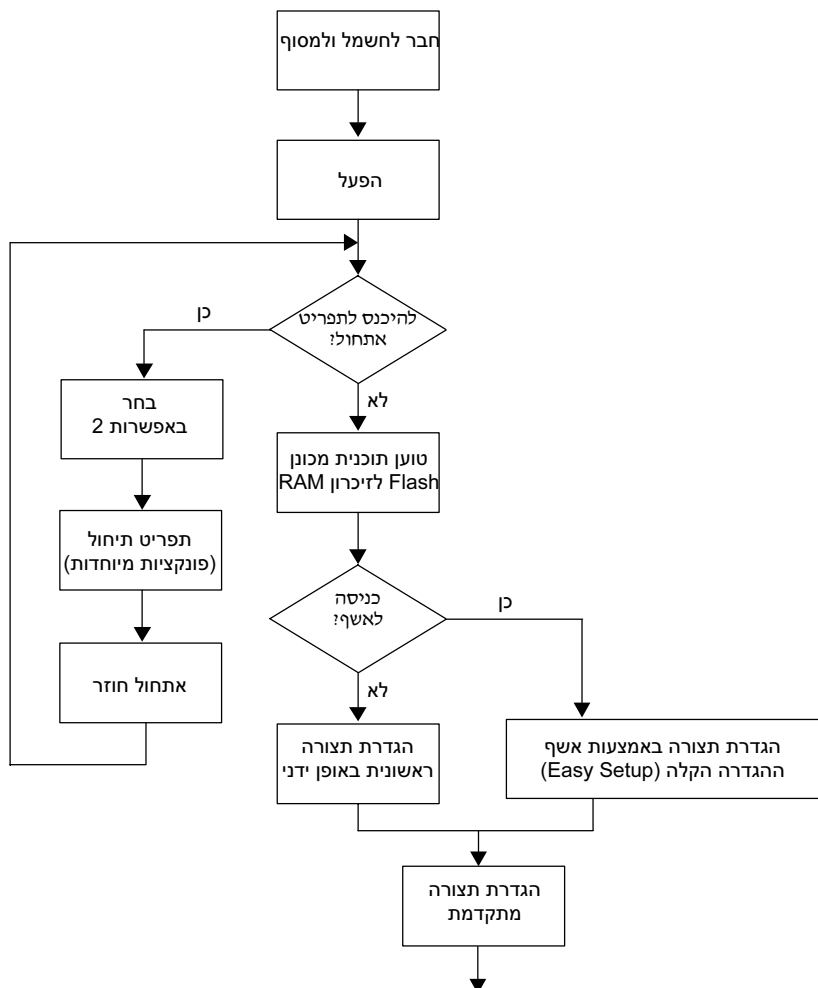 חבר לחשמל ולמסוף
הפעל
להיכנס לתפריט
אתחול?
כן
לא
בחר
באפשרות 2
טוען תוכנית מכונן
Flash לזיכרון RAM
תפריט תיחול
(פונקציות מיוחדות)
כניסה
לאשף?
כן
לא
אתחול חוזר
הגדרת תצורה
ראשונית באופן ידני
הגדרת תצורה באמצעות אשף
ההגדרה הקלה (Easy Setup)
הגדרת תצורה
מתקדמת